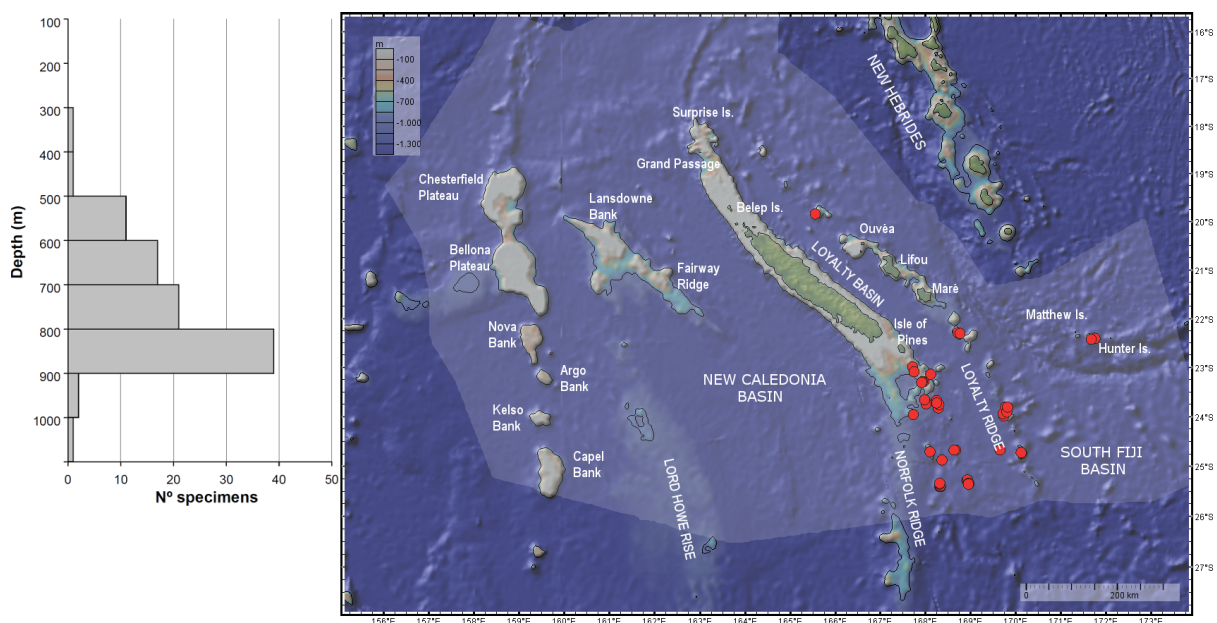 100
200
300
400
500
600
700
800
900
1000
Depth (m)
0
10
20
30
40
50
Nº specimens
m
-100
-400
-700
-1.000
-1.300
Surprise Is.
Grand Passage
Belep Is.
Chesterfield
Plateau
Lansdowne
Bank
Bellona
Plateau
Fairway
Ridge
Nova
Bank
Argo
Bank
Kelso
Bank
Capel
Bank
NEW CALEDONIA
BASIN
LORD HOWE RISE
NEW HEBRIDES
Ouvéa
Lifou
Maré
LOYALTY BASIN
Isle of
Pines
Matthew Is.
Hunter Is.
LOYALTY RIDGE
NORFOLK RIDGE
SOUTH FIJI
BASIN
0
200 km
16°S
17°S
18°S
19°S
20°S
21°S
22°S
23°S
24°S
25°S
26°S
27°S
156°E
157°E
158°E
159°E
160°E
161°E
162°E
163°E
164°E
165°E
166°E
167°E
168°E
169°E
170°E
171°E
172°E
173°E